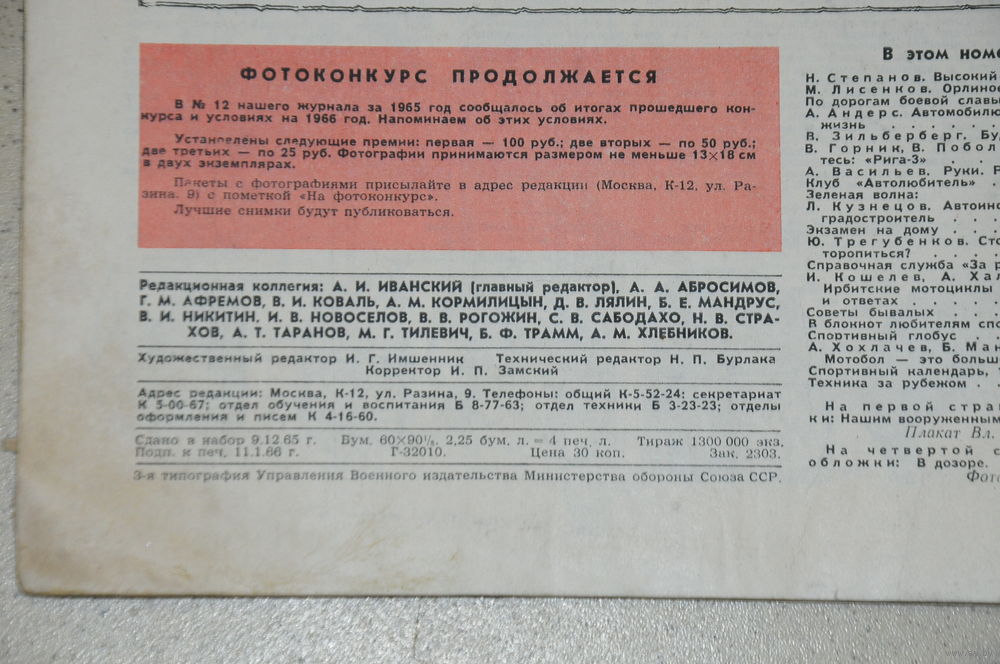 ФОТОКОНКУРС ПРОДОЛЖАЕТСЯ
В № 12 нашего журнала за 1965 год сообщалось об итогах прошедшего кон-
курса и условиях на 1966 год. Напоминаем об этих условиях.
Установлены следующие премии: первая — 100 руб.; две вторых — по 50 руб.;
две третьих — по 25 руб. Фотографии принимаются размером не меньше 13×18 см
в двух экземплярах.
Пакеты с фотографиями присылайте в адрес редакции (Москва, К-12, ул. Ра-
зина, 9) с пометкой «На фотоконкурс».
Лучшие снимки будут публиковаться.
Редакционная коллегия: А. И. ИВАНСКИЙ (главный редактор), А. А. АБРОСИМОВ,
Г. М. АФРЕМОВ, В. И. КОВАЛЬ, А. М. КОРМИЛИЦЫН, Д. В. ЛЯЛИН, Б. Е. МАНДРУС,
В. И. НИКИТИН, И. В. НОВОСЕЛОВ, В. В. РОГОЖИН, С. В. САБОДАХО, Н. В. СТРА-
ХОВ, А. Т. ТАРАНОВ, М. Г. ТИЛЕВИЧ, Б. Ф. ТРАММ, А. М. ХЛЕБНИКОВ.
Художественный редактор И. Г. Имшенник Технический редактор Н. П. Бурлака
Корректор И. П. Замский
Адрес редакции: Москва, К-12, ул. Разина, 9. Телефоны: общий К-5-52-24: секретариат
К 5-00-67; отдел обучения и воспитания Б 8-77-63; отдел техники Б 3-23-23; отделы
оформления и писем К 4-16-60.
Сдано в набор 9.12.65 г. Бум. 60×90¹/₈. 2,25 бум. л. = 4 печ. л. Тираж 1300 000 экз.
Подп. к печ. 11.1.66 г. Г-32010. Цена 30 коп. Зак. 2303.
3-я типография Управления Военного издательства Министерства обороны Союза ССР.
В этом номе
Н. Степанов. Высокий
М. Лисенков. Орлиное
По дорогам боевой славы
А. Андерс. Автомобилю
жизнь . . . . .
В. Зильберберг. Бу
В. Горник, В. Побол
тесь: «Рига-3» . . .
А. Васильев. Руки. Р
Клуб «Автолюбитель» .
Зеленая волна:
Л. Кузнецов. Автоинс
градостроитель . . .
Экзамен на дому . . .
Ю. Трегубенков. Сто
торопиться? . . . .
Справочная служба «За р
И. Кошелев, А. Хал
Ирбитские мотоциклы
и ответах . . . . .
Советы бывалых . . .
В блокнот любителям спо
Спортивный глобус . .
А. Хохлачев, Б. Ман
Мотобол — это больш
Спортивный календарь,
Техника за рубежом . .
На первой стра
ки: Нашим вооруженным
Плакат Вл.
На четвертой с
обложки: В дозоре.
Фото